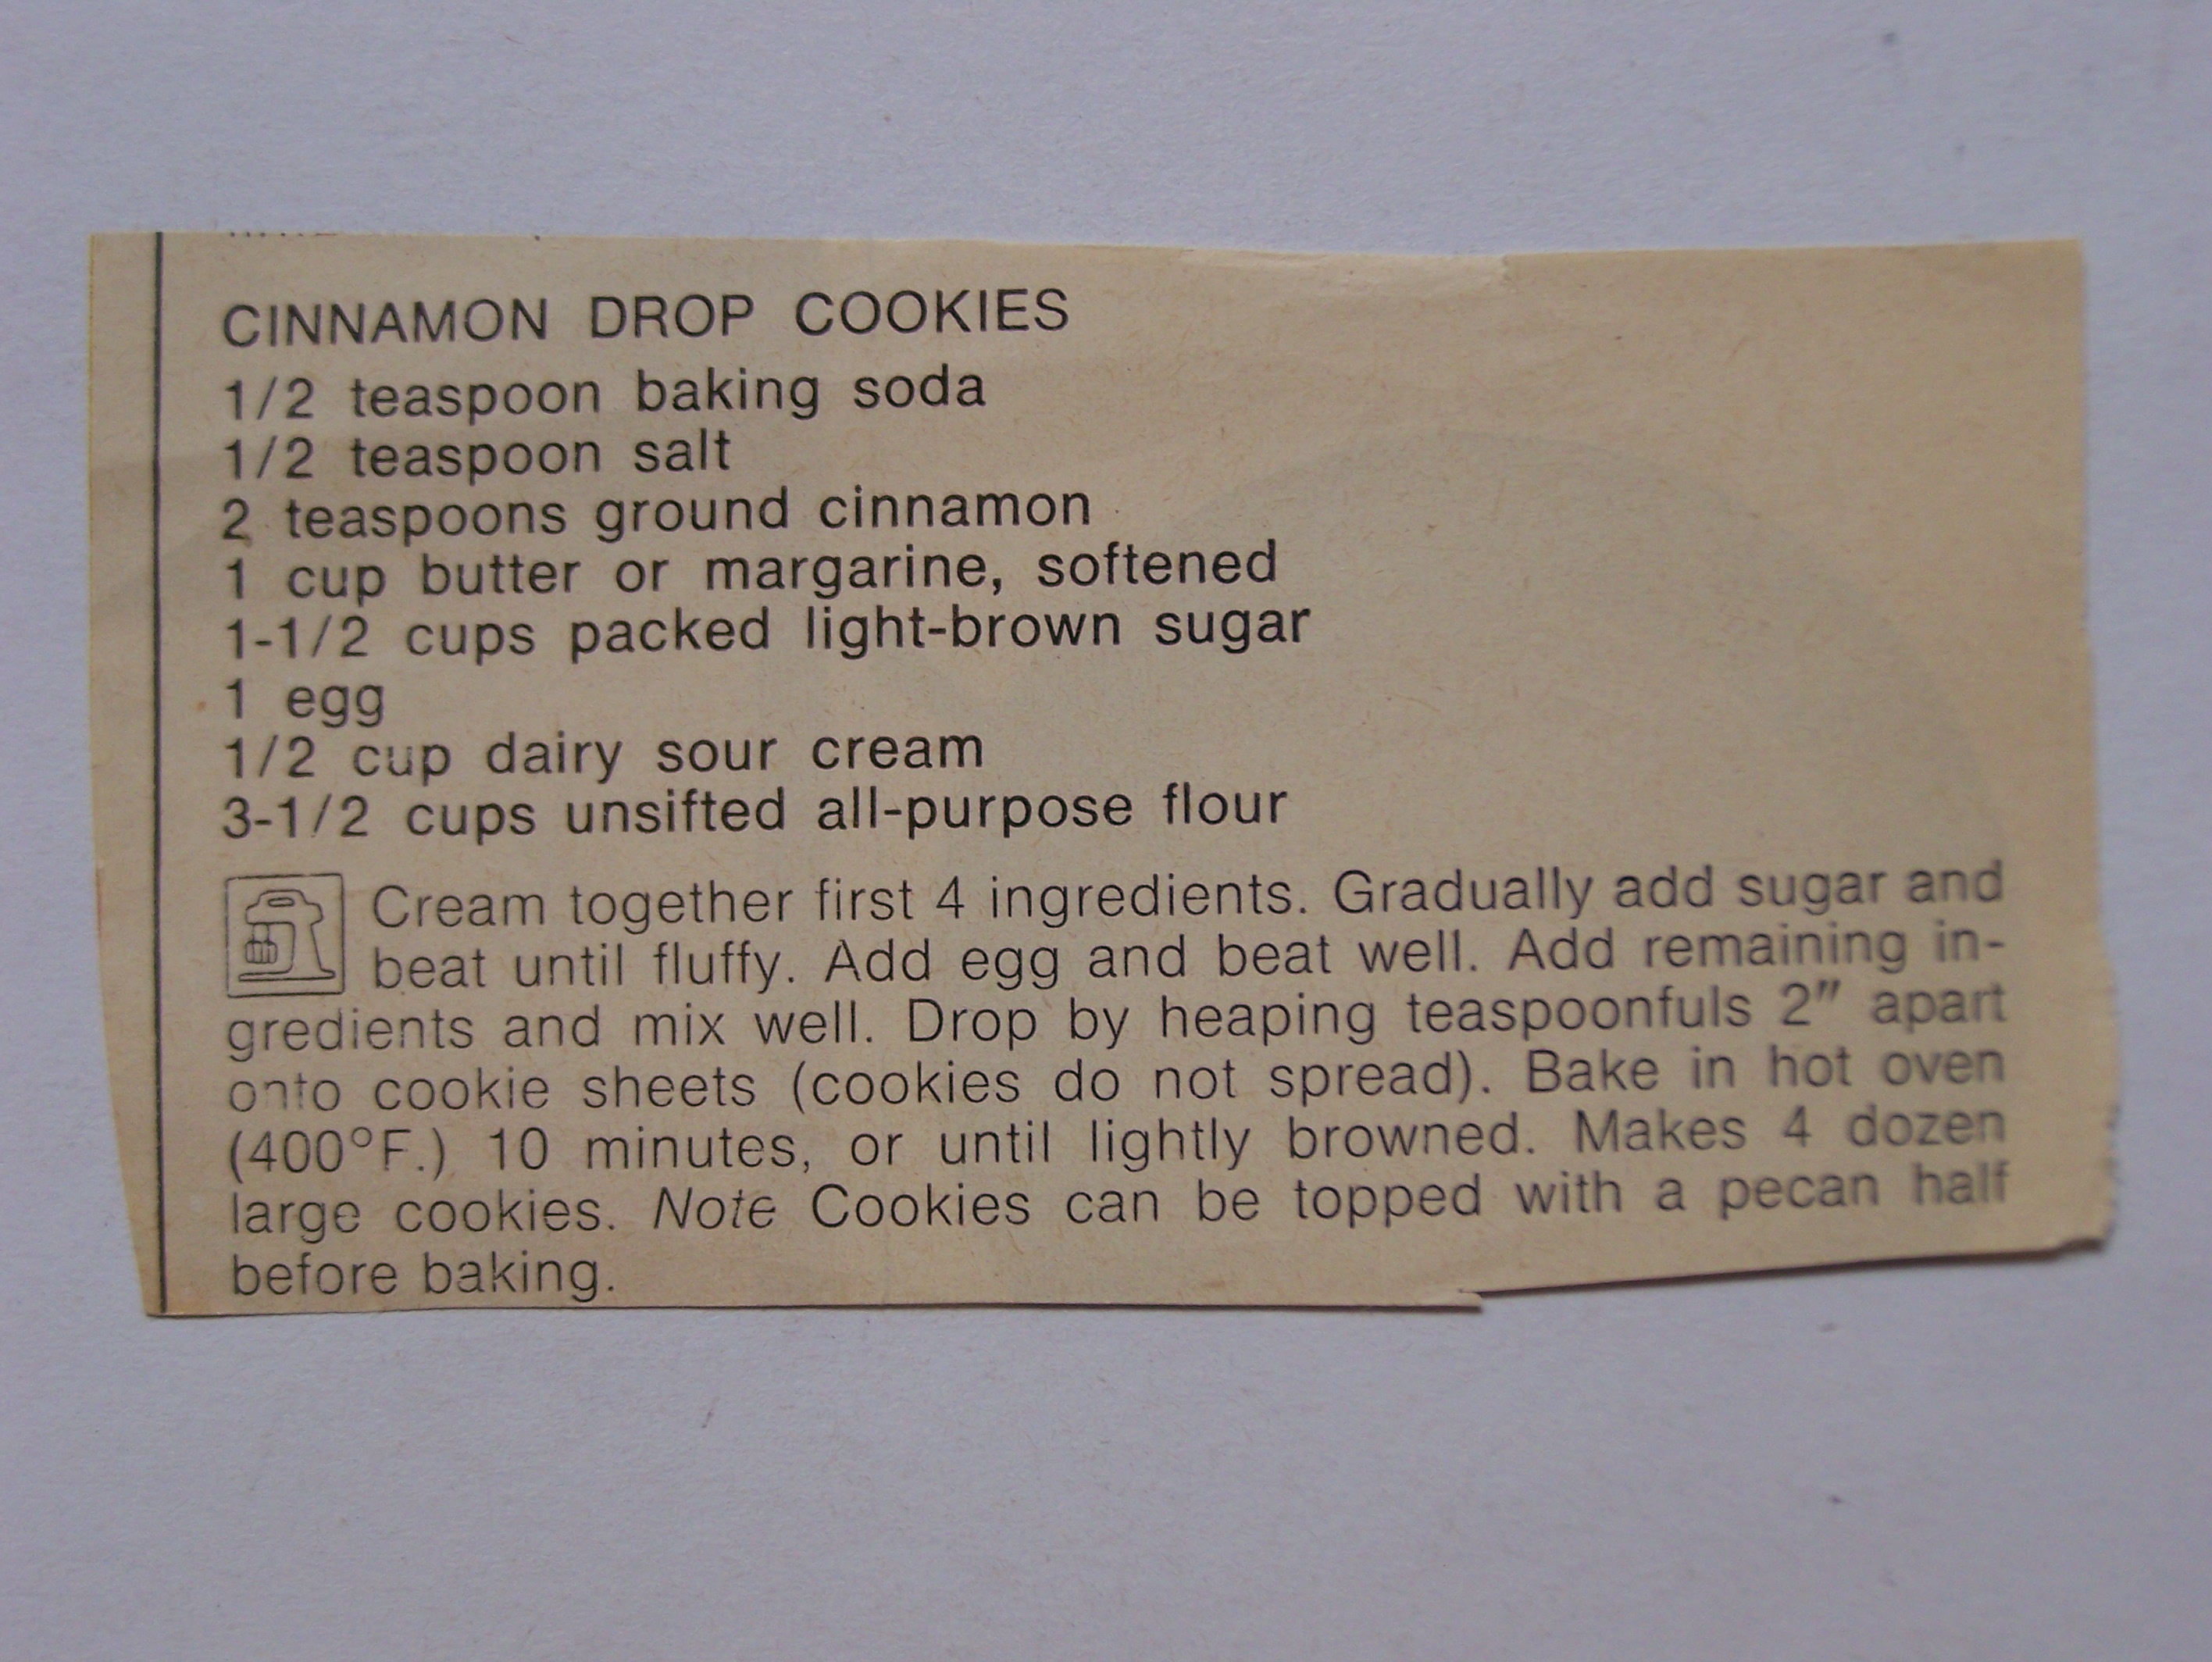 CINNAMON DROP COOKIES
1/2 teaspoon baking soda
1/2 teaspoon salt
2 teaspoons ground cinnamon
1 cup butter or margarine, softened
1-1/2 cups packed light-brown sugar
1 egg
1/2 cup dairy sour cream
3-1/2 cups unsifted all-purpose flour
Cream together first 4 ingredients. Gradually add sugar and
beat until fluffy. Add egg and beat well. Add remaining in-
gredients and mix well. Drop by heaping teaspoonfuls 2″ apart
onto cookie sheets (cookies do not spread). Bake in hot oven
(400°F.) 10 minutes, or until lightly browned. Makes 4 dozen
large cookies. Note Cookies can be topped with a pecan half
before baking.